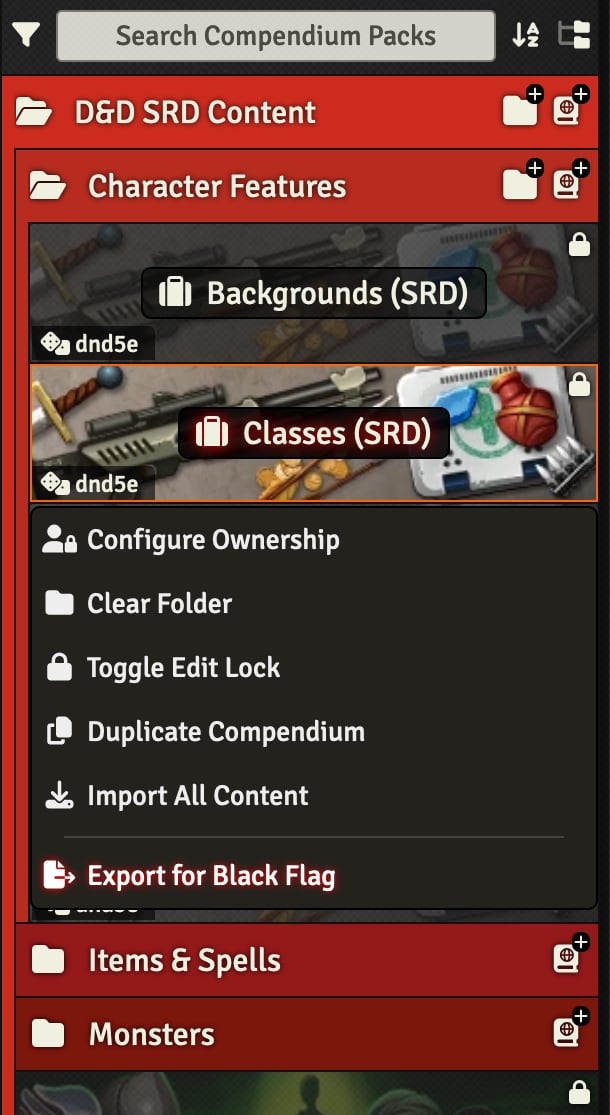 Search Compendium Packs
D&D SRD Content
Character Features
Backgrounds (SRD)
dnd5e
Classes (SRD)
dnd5e
Configure Ownership
Clear Folder
Toggle Edit Lock
Duplicate Compendium
Import All Content
Export for Black Flag
Items & Spells
Monsters